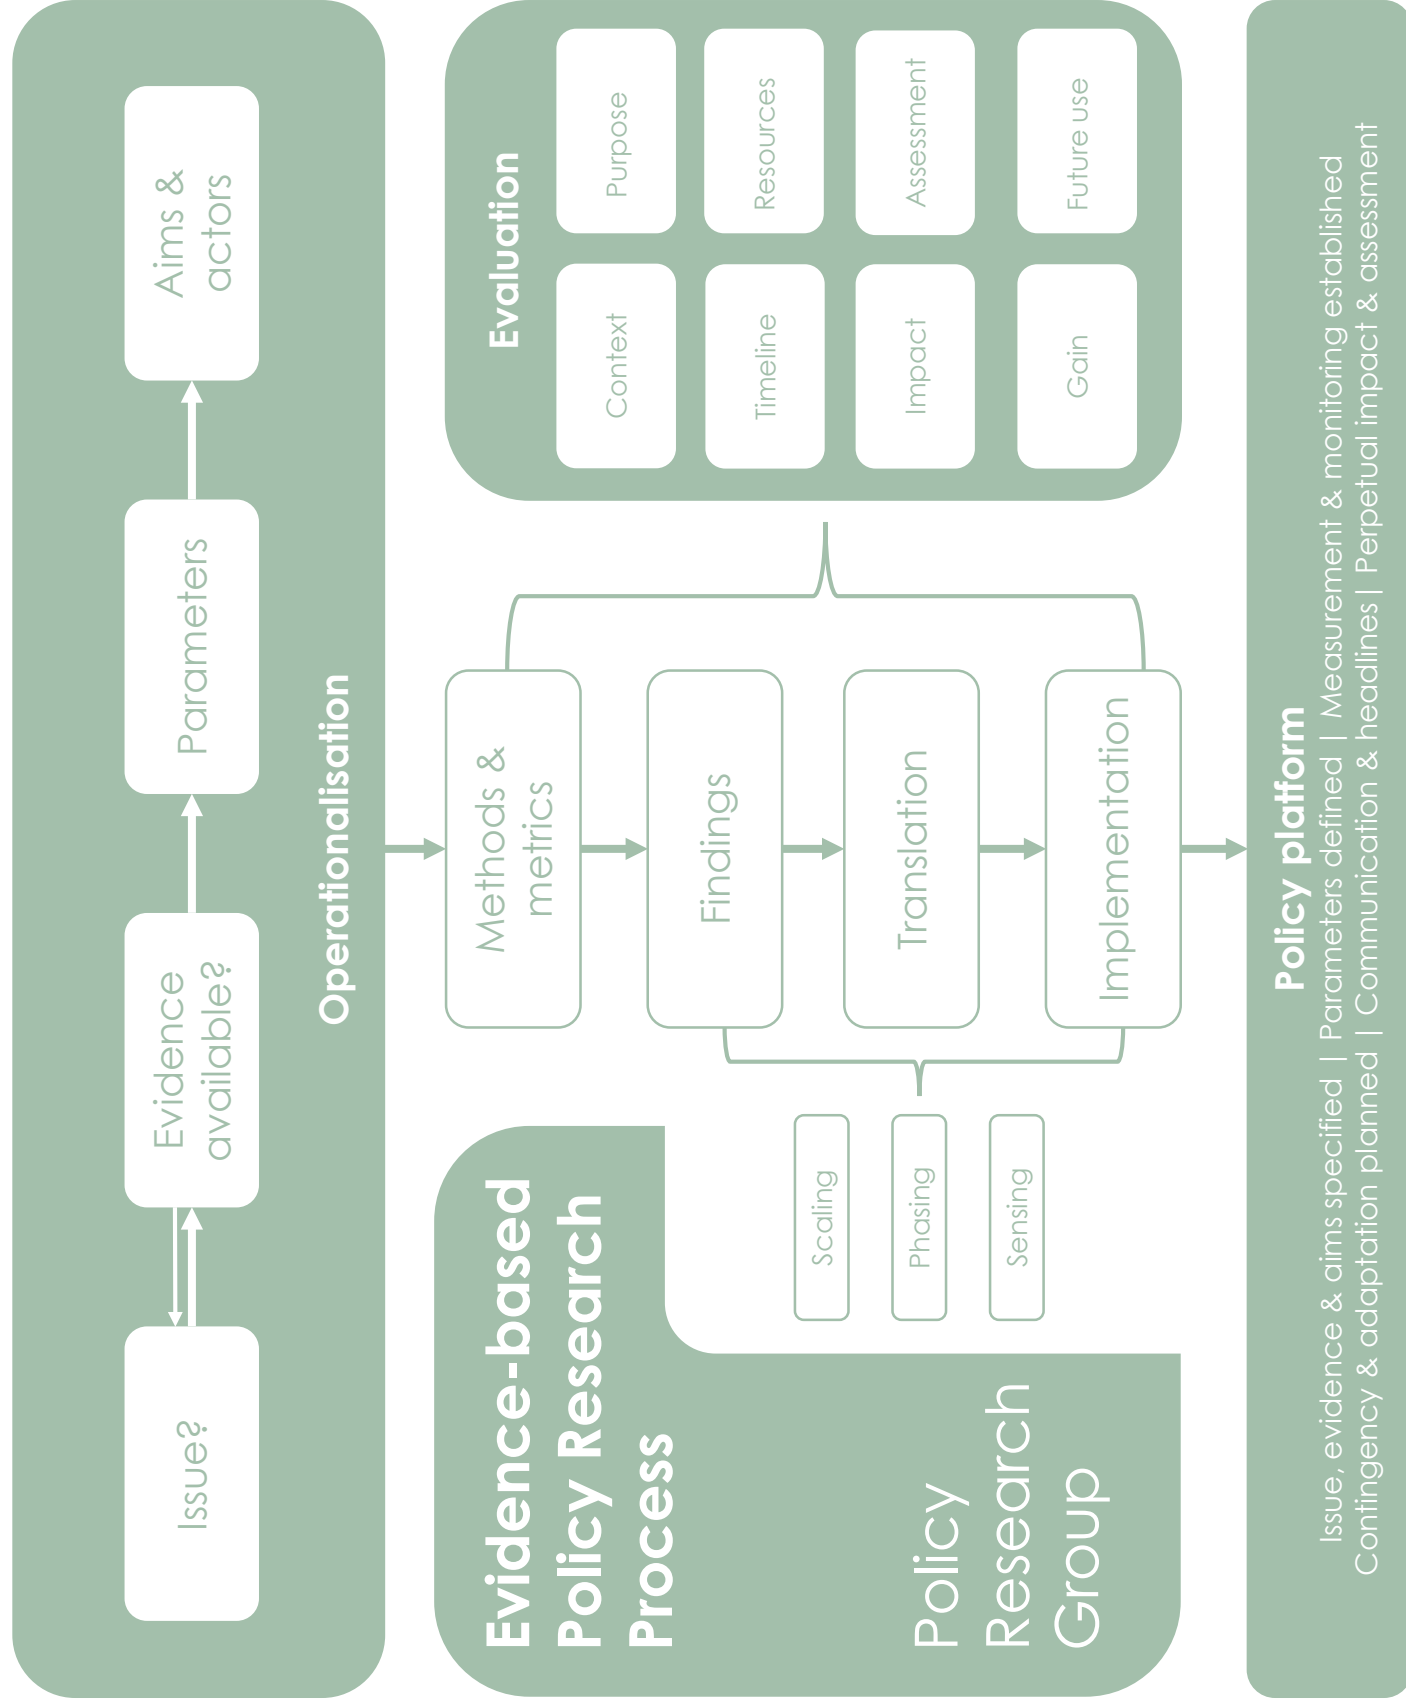 Issue?
Evidence
available?
Parameters
Aims &
actors
Operationalisation
Evidence-based
Policy Research
Process
Policy
Research
Group
Methods &
metrics
Findings
Translation
Implementation
Scaling
Phasing
Sensing
Evaluation
Context
Purpose
Timeline
Resources
Impact
Assessment
Gain
Future use
Policy platform
Issue, evidence & aims specified | Parameters defined | Measurement & monitoring established
Contingency & adaptation planned | Communication & headlines | Perpetual impact & assessment